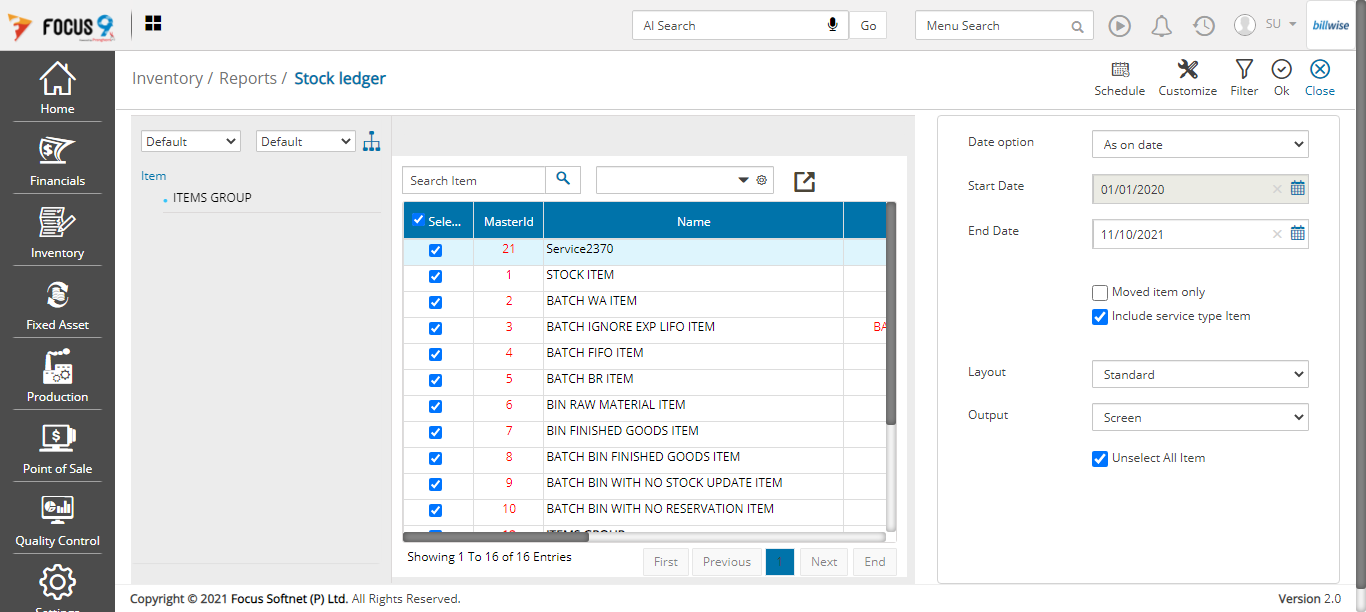 FOCUS 9
AI Search
Go
Menu Search
SU
billwise
Inventory / Reports / Stock ledger
Schedule
Customize
Filter
Ok
Close
Home
Financials
Inventory
Fixed Asset
Production
Point of Sale
Quality Control
Settings
Default
Default
Item
ITEMS GROUP
Search Item
Sele... MasterId Name
21 Service2370
1 STOCK ITEM
2 BATCH WA ITEM
3 BATCH IGNORE EXP LIFO ITEM BA
4 BATCH FIFO ITEM
5 BATCH BR ITEM
6 BIN RAW MATERIAL ITEM
7 BIN FINISHED GOODS ITEM
8 BATCH BIN FINISHED GOODS ITEM
9 BATCH BIN WITH NO STOCK UPDATE ITEM
10 BATCH BIN WITH NO RESERVATION ITEM
ITEMS GROUP
Showing 1 To 16 of 16 Entries
First Previous 1 Next End
Date option As on date
Start Date 01/01/2020
End Date 11/10/2021
Moved item only
Include service type Item
Layout Standard
Output Screen
Unselect All Item
Copyright © 2021 Focus Softnet (P) Ltd. All Rights Reserved.
Version 2.0